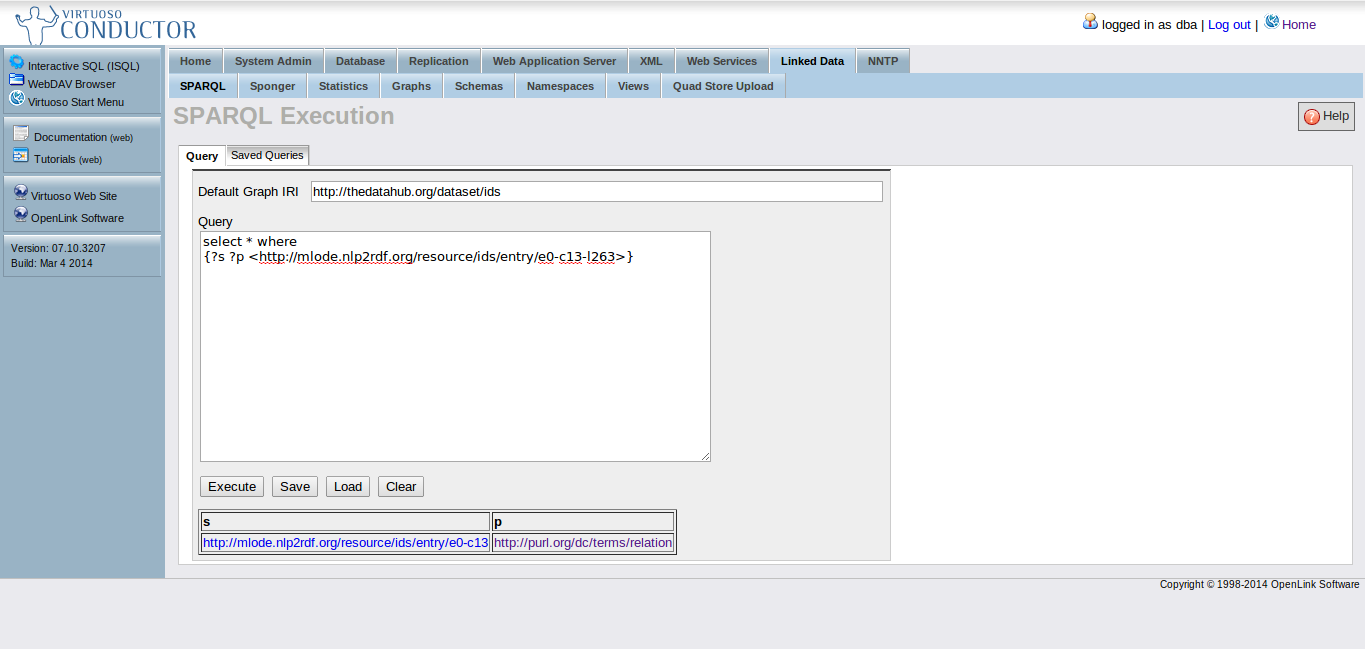 VIRTUOSO
CONDUCTOR
logged in as dba | Log out | Home
Interactive SQL (ISQL)
WebDAV Browser
Virtuoso Start Menu
Documentation (web)
Tutorials (web)
Virtuoso Web Site
OpenLink Software
Version: 07.10.3207
Build: Mar 4 2014
Home System Admin Database Replication Web Application Server XML Web Services Linked Data NNTP
SPARQL Sponger Statistics Graphs Schemas Namespaces Views Quad Store Upload
SPARQL Execution
? Help
Query Saved Queries
Default Graph IRI http://thedatahub.org/dataset/ids
Query
select * where
{?s ?p <http://mlode.nlp2rdf.org/resource/ids/entry/e0-c13-l263>}
Execute Save Load Clear
s p
http://mlode.nlp2rdf.org/resource/ids/entry/e0-c13 http://purl.org/dc/terms/relation
Copyright © 1998-2014 OpenLink Software